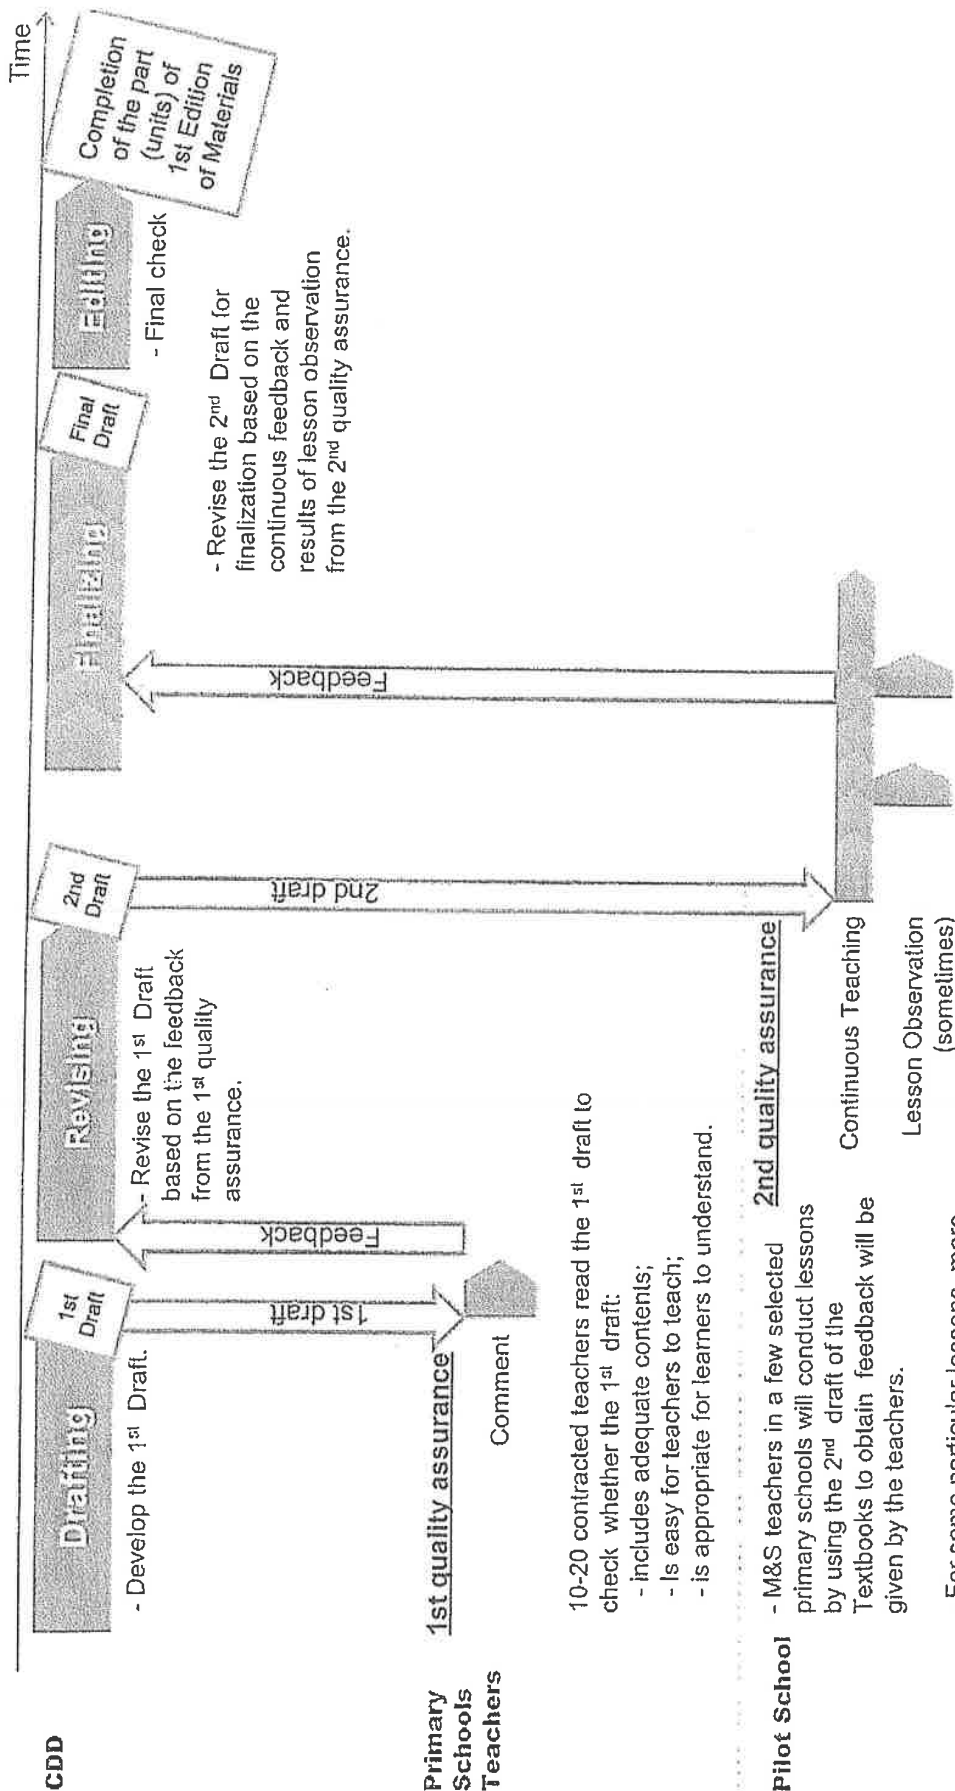 Time
CDD
Drafting
1st
Draft
Revising
2nd
Draft
Finalizing
Final
Draft
Editing
Completion
of the part
(units) of
1st Edition
of Materials
- Develop the 1st Draft.
- Revise the 1st Draft
based on the feedback
from the 1st quality
assurance.
- Revise the 2nd Draft for
finalization based on the
continuous feedback and
results of lesson observation
from the 2nd quality assurance.
- Final check
1st draft
Feedback
2nd draft
Feedback
Primary
Schools
Teachers
1st quality assurance
Comment
10-20 contracted teachers read the 1st draft to
check whether the 1st draft:
- includes adequate contents;
- Is easy for teachers to teach;
- is appropriate for learners to understand.
Pilot School
- M&S teachers in a few selected
primary schools will conduct lessons
by using the 2nd draft of the
Textbooks to obtain feedback will be
given by the teachers.
2nd quality assurance
Continuous Teaching
Lesson Observation
(sometimes)
For some particular lessons, more